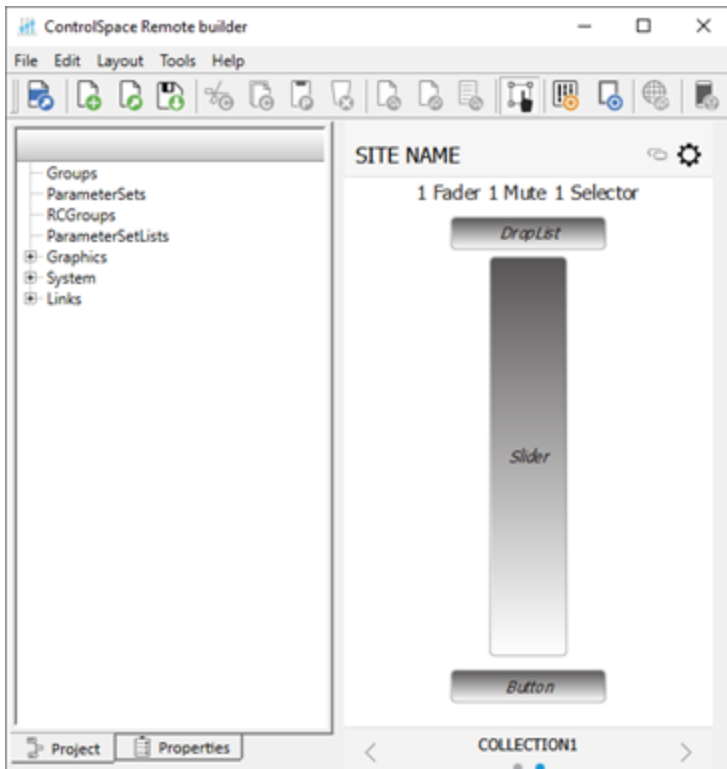 ControlSpace Remote builder
File Edit Layout Tools Help
Groups
ParameterSets
RCGroups
ParameterSetLists
Graphics
System
Links
Project Properties
SITE NAME
1 Fader 1 Mute 1 Selector
DropList
Slider
Button
COLLECTION1